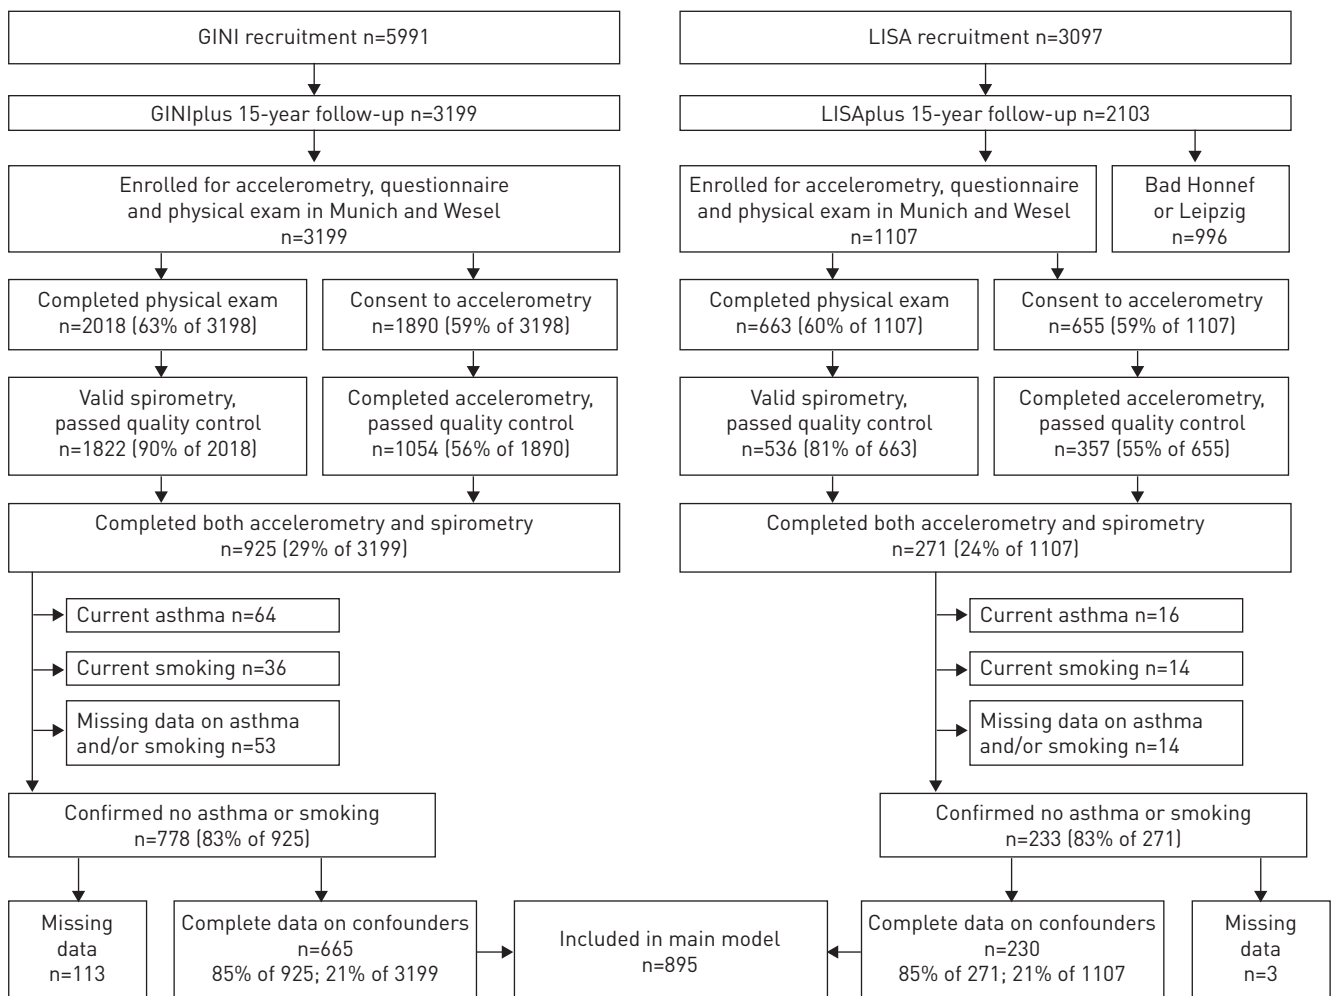 GINI recruitment n=5991
GINIplus 15-year follow-up n=3199
Enrolled for accelerometry, questionnaire
and physical exam in Munich and Wesel
n=3199
Completed physical exam
n=2018 (63% of 3198)
Consent to accelerometry
n=1890 (59% of 3198)
Valid spirometry,
passed quality control
n=1822 (90% of 2018)
Completed accelerometry,
passed quality control
n=1054 (56% of 1890)
Completed both accelerometry and spirometry
n=925 (29% of 3199)
Current asthma n=64
Current smoking n=36
Missing data on asthma
and/or smoking n=53
Confirmed no asthma or smoking
n=778 (83% of 925)
Missing
data
n=113
Complete data on confounders
n=665
85% of 925; 21% of 3199
LISA recruitment n=3097
LISAplus 15-year follow-up n=2103
Enrolled for accelerometry, questionnaire
and physical exam in Munich and Wesel
n=1107
Bad Honnef
or Leipzig
n=996
Completed physical exam
n=663 (60% of 1107)
Consent to accelerometry
n=655 (59% of 1107)
Valid spirometry,
passed quality control
n=536 (81% of 663)
Completed accelerometry,
passed quality control
n=357 (55% of 655)
Completed both accelerometry and spirometry
n=271 (24% of 1107)
Current asthma n=16
Current smoking n=14
Missing data on asthma
and/or smoking n=14
Confirmed no asthma or smoking
n=233 (83% of 271)
Included in main model
n=895
Complete data on confounders
n=230
85% of 271; 21% of 1107
Missing
data
n=3